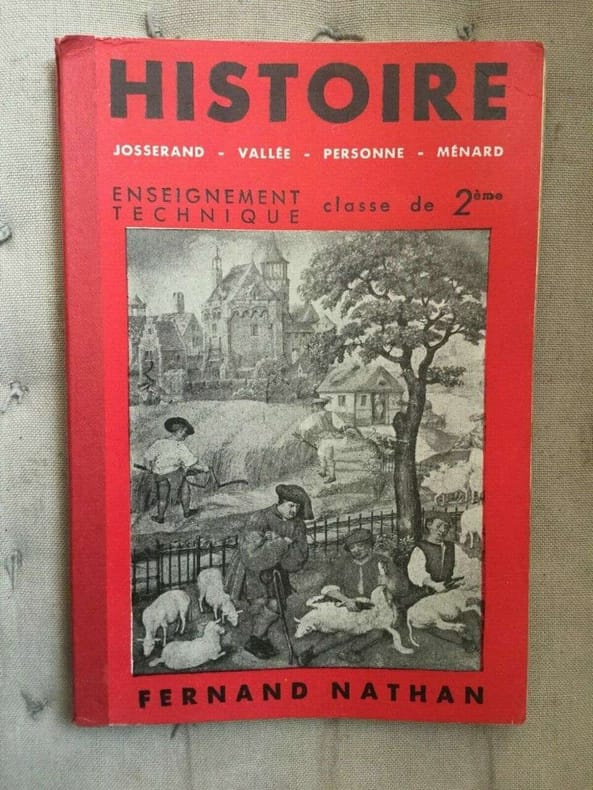 HISTOIRE
JOSSERAND - VALLÉE - PERSONNE - MÉNARD
ENSEIGNEMENT
TECHNIQUE classe de 2ème
FERNAND NATHAN